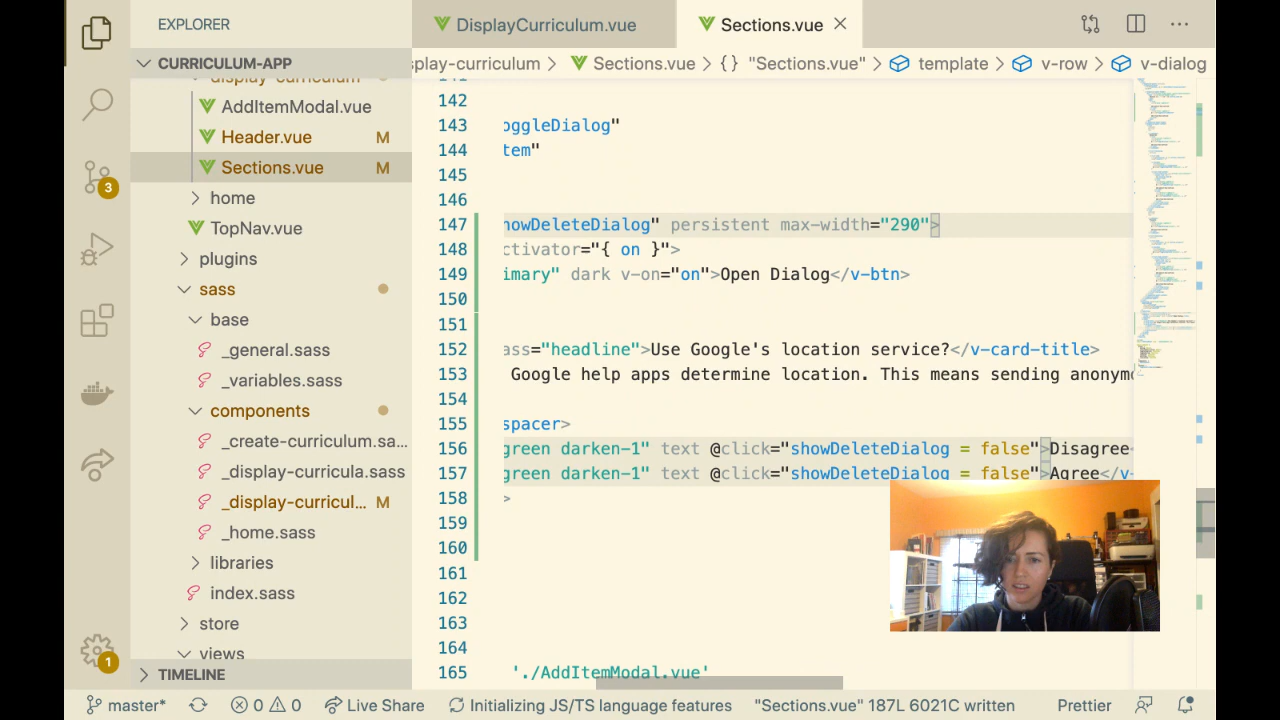 EXPLORER
DisplayCurriculum.vue
Sections.vue
CURRICULUM-APP
splay-curriculum > Sections.vue > {} "Sections.vue" > template > v-row > v-dialog
display-curriculum
AddItemModal.vue
Header.vue M
Sections.vue M
home
TopNav.vue
plugins
sass
base
_general.sass
_variables.sass
components
_create-curriculum.sa...
_display-curricula.sass
_display-curricul... M
_home.sass
libraries
index.sass
store
views
TIMELINE
3
1
141
142
143 oggleDialog"
144 tem"
145
146
147 howDeleteDialog" persistent max-width="290">
148 ctivator="{ on }">
149 imary" dark v-on="on">Open Dialog</v-btn>
150
151
152 ass="headline">Use Google's location service?</v-card-title>
153 Google help apps determine location. This means sending anonymo
154
155 spacer>
156 green darken-1" text @click="showDeleteDialog = false">Disagree<
157 green darken-1" text @click="showDeleteDialog = false">Agree</v-
158 >
159
160
161
162
163
164
165 './AddItemModal.vue'
master* 0 0 Live Share Initializing JS/TS language features "Sections.vue" 187L 6021C written Prettier